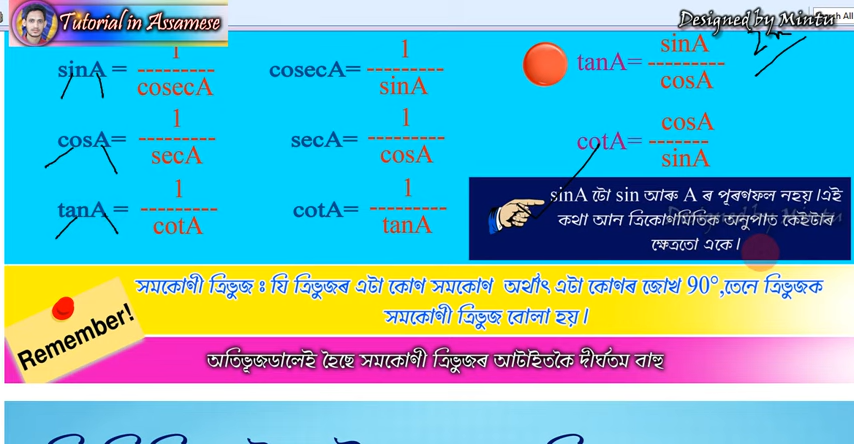 Tutorial in Assamese
Designed by Mintu
sinA = 1 / cosecA
cosecA = 1 / sinA
tanA= sinA / cosA
cosA= 1 / secA
secA= 1 / cosA
cotA= cosA / sinA
tanA = 1 / cotA
cotA= 1 / tanA
sinA টো sin আৰু A ৰ পূৰণফল নহয় ।এই
কথা আন ত্ৰিকোণমিতিক অনুপাত কেইটাৰ
ক্ষেত্ৰতো একে ।
Designed by Mintu
সমকোণী ত্ৰিভুজ ঃ যি ত্ৰিভুজৰ এটা কোণ সমকোণ অৰ্থাৎ এটা কোণৰ জোখ 90°,তেনে ত্ৰিভুজক
সমকোণী ত্ৰিভুজ বোলা হয় ।
Remember!
অতিভূজডালেই হৈছে সমকোণী ত্ৰিভুজৰ আটাইতকৈ দীৰ্ঘতম বাহু